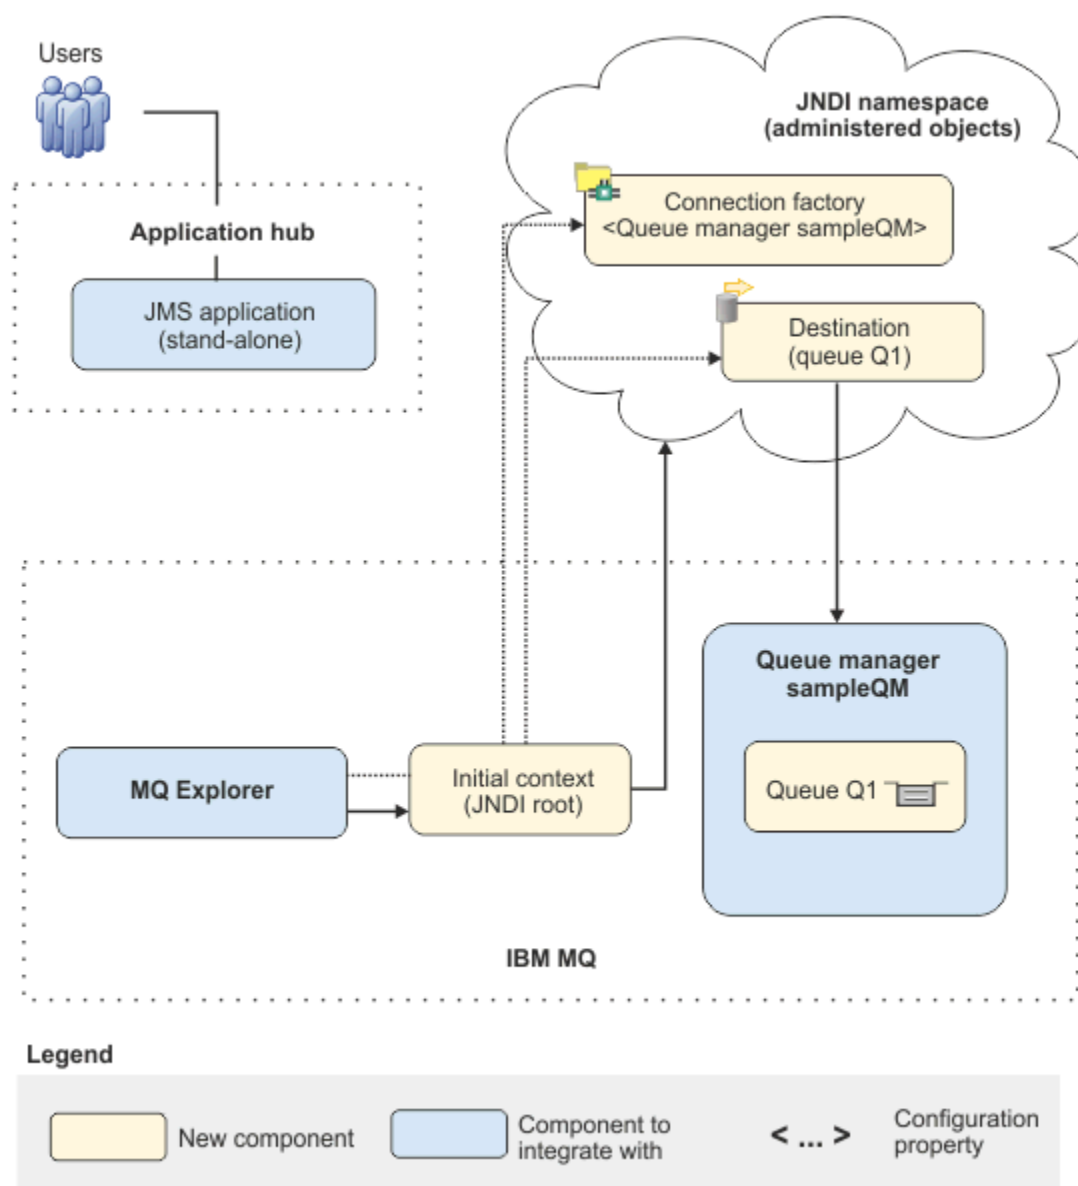 Users
JNDI namespace
(administered objects)
Connection factory
<Queue manager sampleQM>
Application hub
JMS application
(stand-alone)
Destination
(queue Q1)
Queue manager
sampleQM
MQ Explorer
Initial context
(JNDI root)
Queue Q1
IBM MQ
Legend
New component
Component to
integrate with
< ... >
Configuration
property